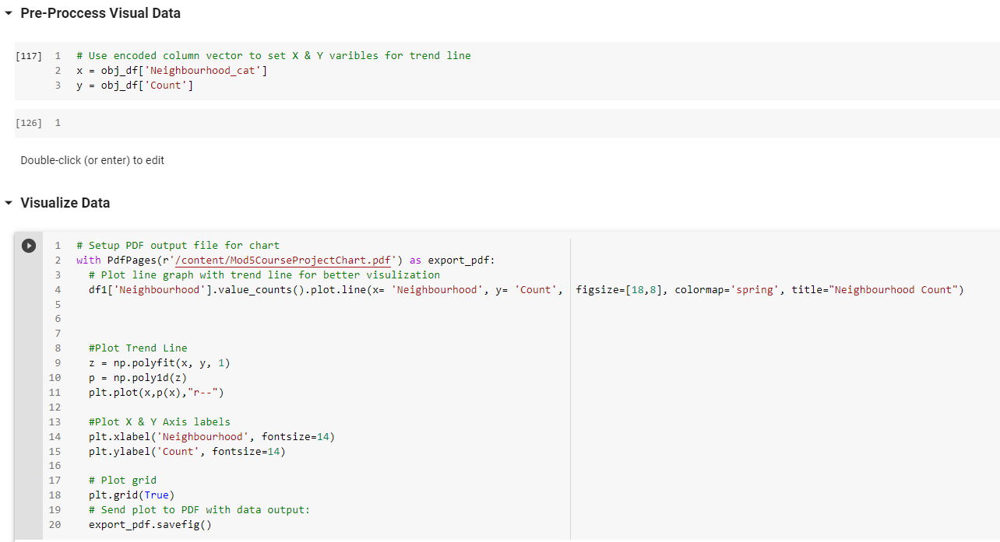 Pre-Proccess Visual Data
[117] 1 # Use encoded column vector to set X & Y varibles for trend line
2 x = obj_df['Neighbourhood_cat']
3 y = obj_df['Count']
[126] 1
Double-click (or enter) to edit
Visualize Data
1 # Setup PDF output file for chart
2 with PdfPages(r'/content/Mod5CourseProjectChart.pdf') as export_pdf:
3 # Plot line graph with trend line for better visulization
4 df1['Neighbourhood'].value_counts().plot.line(x= 'Neighbourhood', y= 'Count', figsize=[18,8], colormap='spring', title="Neighbourhood Count")
5
6
7
8 #Plot Trend Line
9 z = np.polyfit(x, y, 1)
10 p = np.poly1d(z)
11 plt.plot(x,p(x),"r--")
12
13 #Plot X & Y Axis labels
14 plt.xlabel('Neighbourhood', fontsize=14)
15 plt.ylabel('Count', fontsize=14)
16
17 # Plot grid
18 plt.grid(True)
19 # Send plot to PDF with data output:
20 export_pdf.savefig()